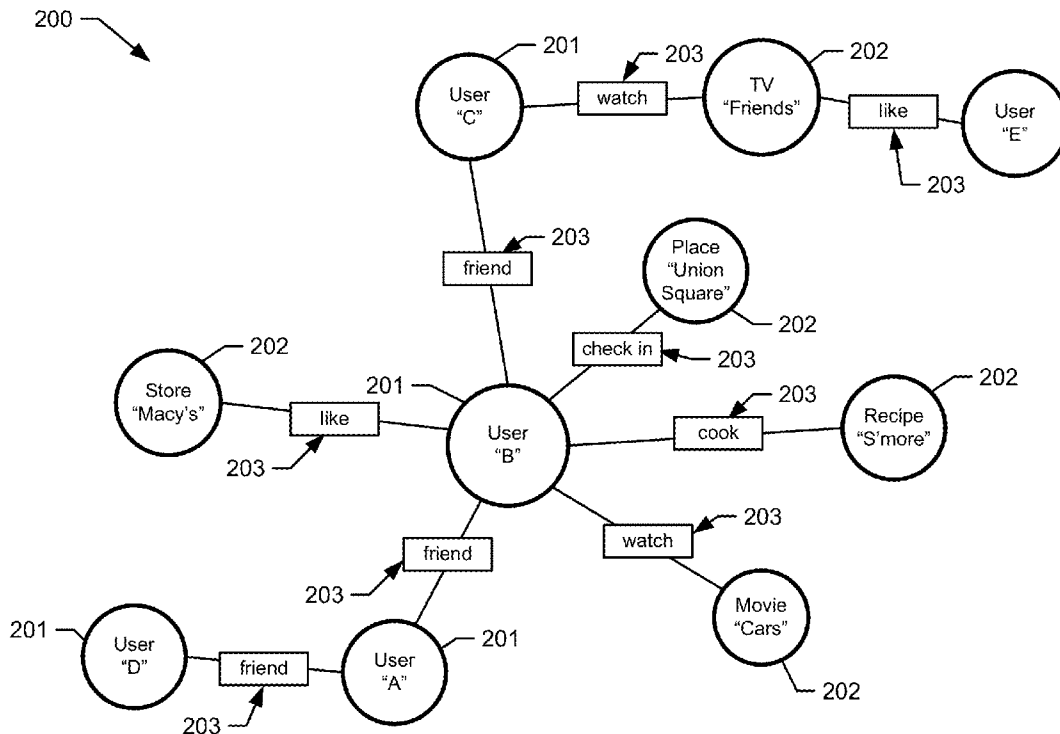 200
201
203
202
User
“C”
watch
TV
“Friends”
like
User
“E”
203
203
friend
Place
“Union
Square”
202
check in
203
202
201
203
202
Store
“Macy’s”
like
User
“B”
cook
Recipe
“S’more”
203
203
friend
watch
203
201
201
Movie
“Cars”
User
“D”
friend
User
“A”
202
203